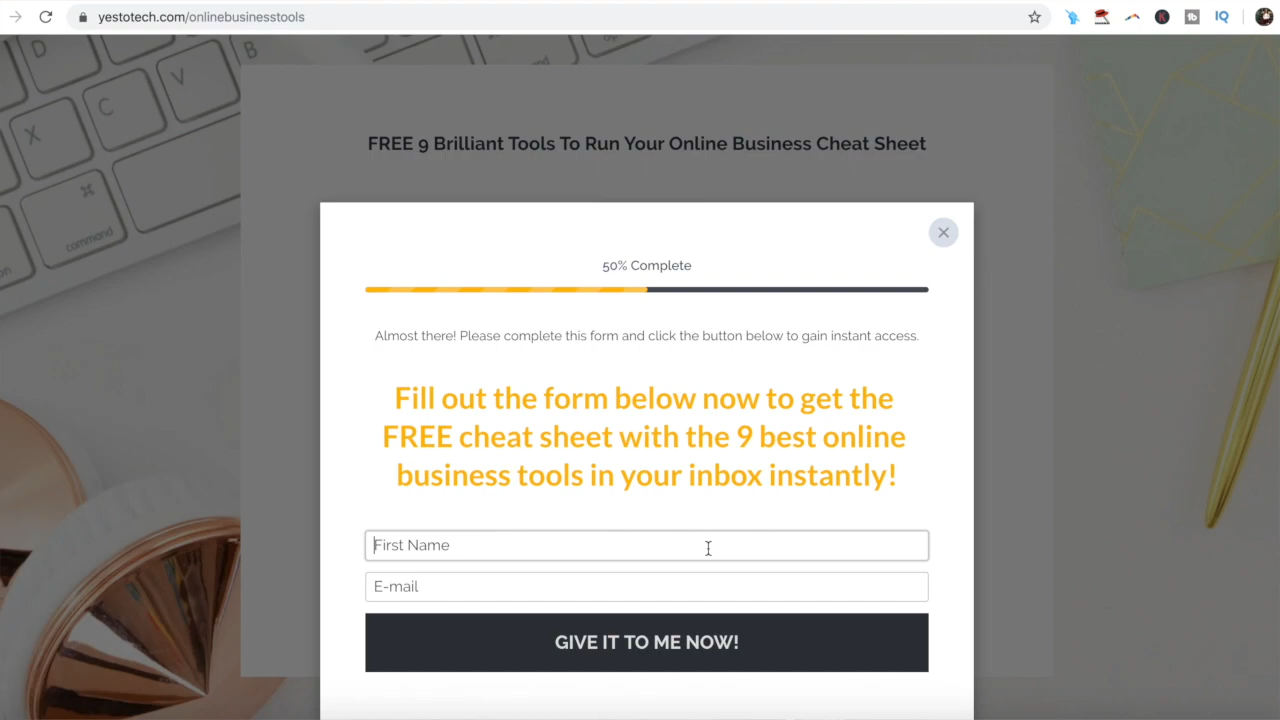 yestotech.com/onlinebusinesstools
tb
IQ
D
B
V
C
X
command
FREE 9 Brilliant Tools To Run Your Online Business Cheat Sheet
50% Complete
Almost there! Please complete this form and click the button below to gain instant access.
Fill out the form below now to get the
FREE cheat sheet with the 9 best online
business tools in your inbox instantly!
First Name
E-mail
GIVE IT TO ME NOW!